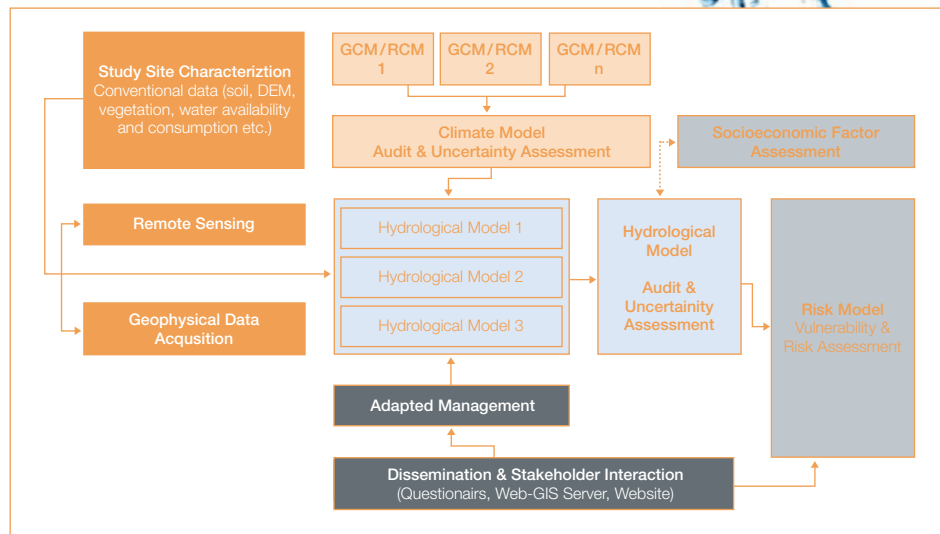 Study Site Characteriztion
Conventional data (soil, DEM,
vegetation, water availability
and consumption etc.)
GCM/RCM
1
GCM/RCM
2
GCM/RCM
n
Climate Model
Audit & Uncertainty Assessment
Socioeconomic Factor
Assessment
Remote Sensing
Geophysical Data
Acqusition
Hydrological Model 1
Hydrological Model 2
Hydrological Model 3
Hydrological
Model
Audit &
Uncertainity
Assessment
Risk Model
Vulnerability &
Risk Assessment
Adapted Management
Dissemination & Stakeholder Interaction
(Questionairs, Web-GIS Server, Website)